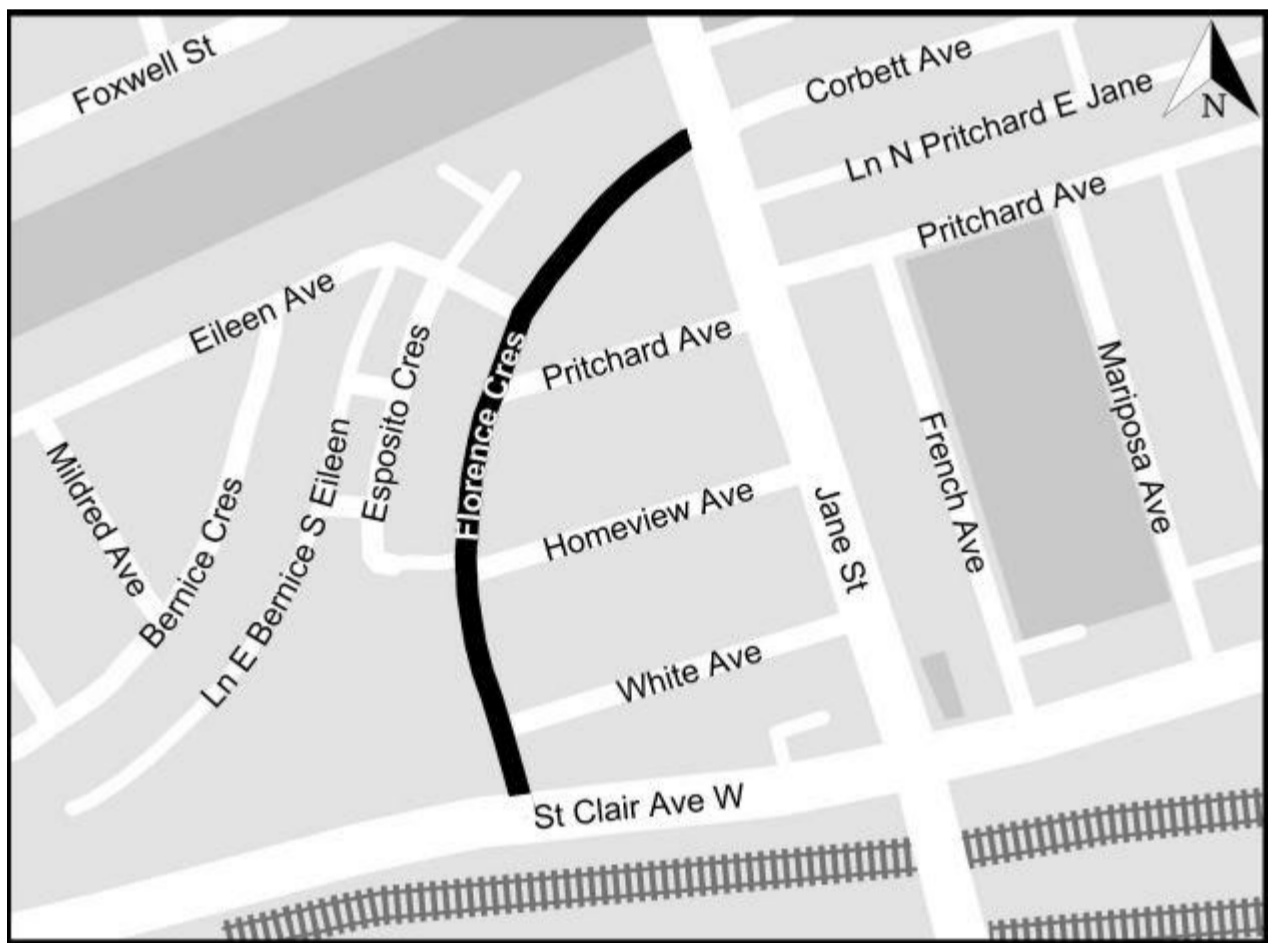 Foxwell St
Corbett Ave
Ln N Pritchard E Jane
N
Pritchard Ave
Eileen Ave
Esposito Cres
Florence Cres
Pritchard Ave
Mariposa Ave
French Ave
Mildred Ave
Bernice Cres
Ln E Bernice S Eileen
Homeview Ave
Jane St
White Ave
St Clair Ave W